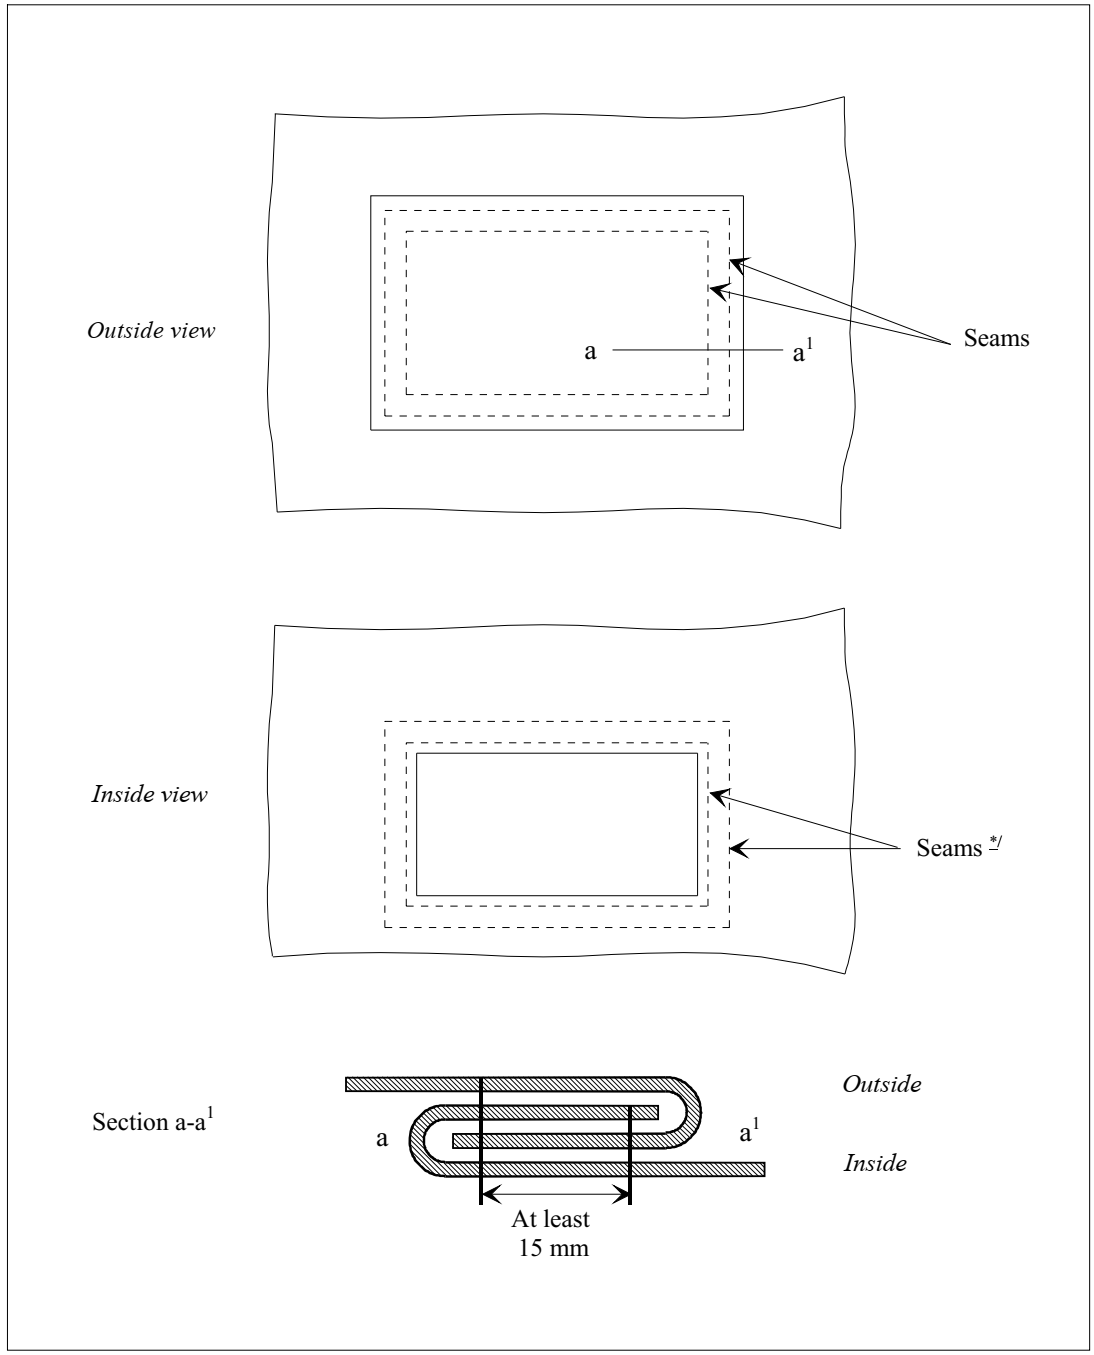 Outside view
a
a¹
Seams
Inside view
Seams */
Section a-a¹
a
a¹
Outside
Inside
At least
15 mm